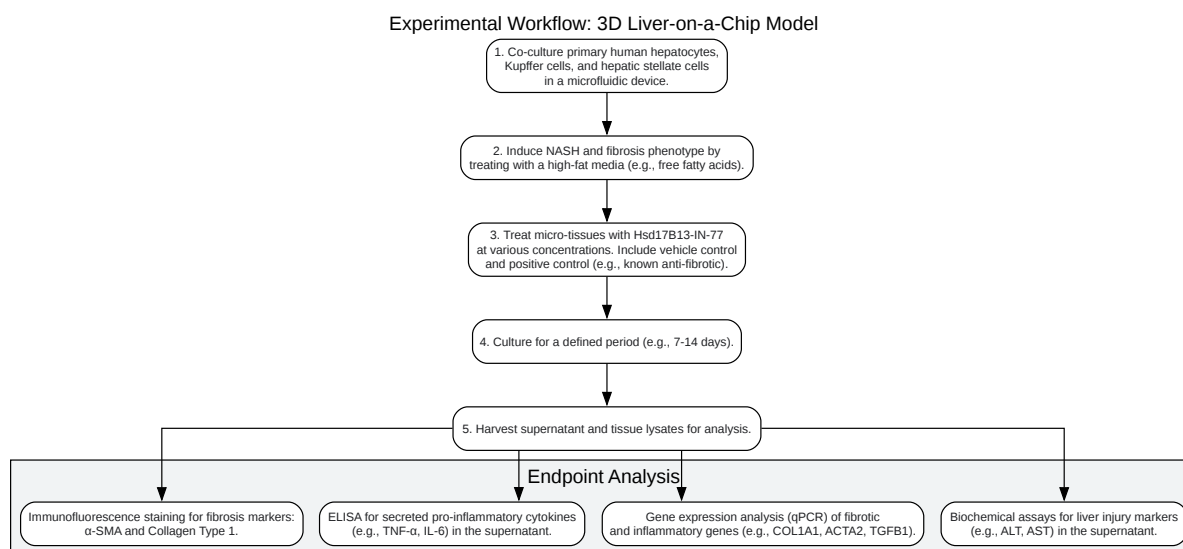 Experimental Workflow: 3D Liver-on-a-Chip Model
1. Co-culture primary human hepatocytes,
Kupffer cells, and hepatic stellate cells
in a microfluidic device.
2. Induce NASH and fibrosis phenotype by
treating with a high-fat media (e.g., free fatty acids).
3. Treat micro-tissues with Hsd17B13-IN-77
at various concentrations. Include vehicle control
and positive control (e.g., known anti-fibrotic).
4. Culture for a defined period (e.g., 7-14 days).
5. Harvest supernatant and tissue lysates for analysis.
Endpoint Analysis
Immunofluorescence staining for fibrosis markers:
α-SMA and Collagen Type 1.
ELISA for secreted pro-inflammatory cytokines
(e.g., TNF-α, IL-6) in the supernatant.
Gene expression analysis (qPCR) of fibrotic
and inflammatory genes (e.g., COL1A1, ACTA2, TGFB1).
Biochemical assays for liver injury markers
(e.g., ALT, AST) in the supernatant.